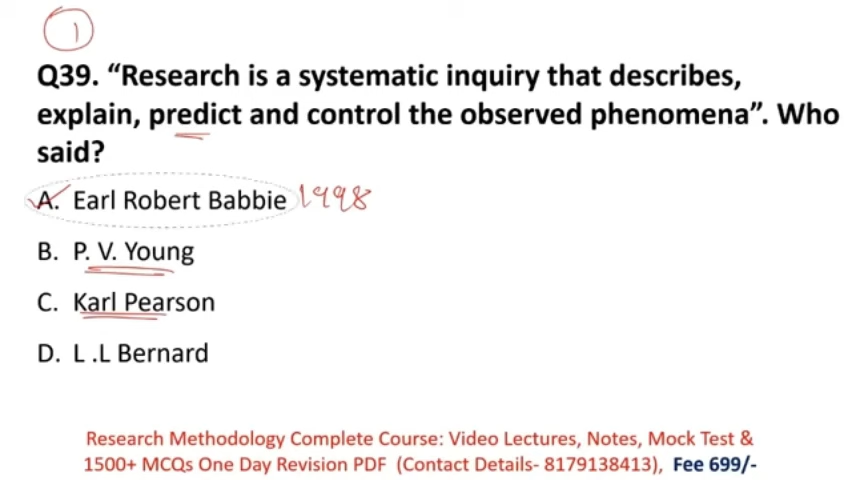 1
Q39. “Research is a systematic inquiry that describes,
explain, predict and control the observed phenomena”. Who
said?
A. Earl Robert Babbie 1998
B. P. V. Young
C. Karl Pearson
D. L .L Bernard
Research Methodology Complete Course: Video Lectures, Notes, Mock Test &
1500+ MCQs One Day Revision PDF (Contact Details- 8179138413), Fee 699/-